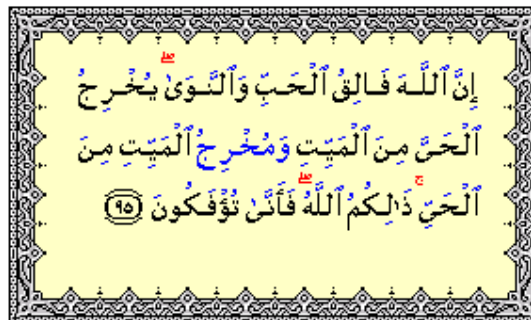 إِنَّ ٱللَّهَ فَالِقُ ٱلْحَبِّ وَٱلنَّوَىٰ ۖ يُخْرِجُ
ٱلْحَىَّ مِنَ ٱلْمَيِّتِ وَمُخْرِجُ ٱلْمَيِّتِ مِنَ
ٱلْحَىِّ ۚ ذَٰلِكُمُ ٱللَّهُ ۖ فَأَنَّىٰ تُؤْفَكُونَ ٩٥